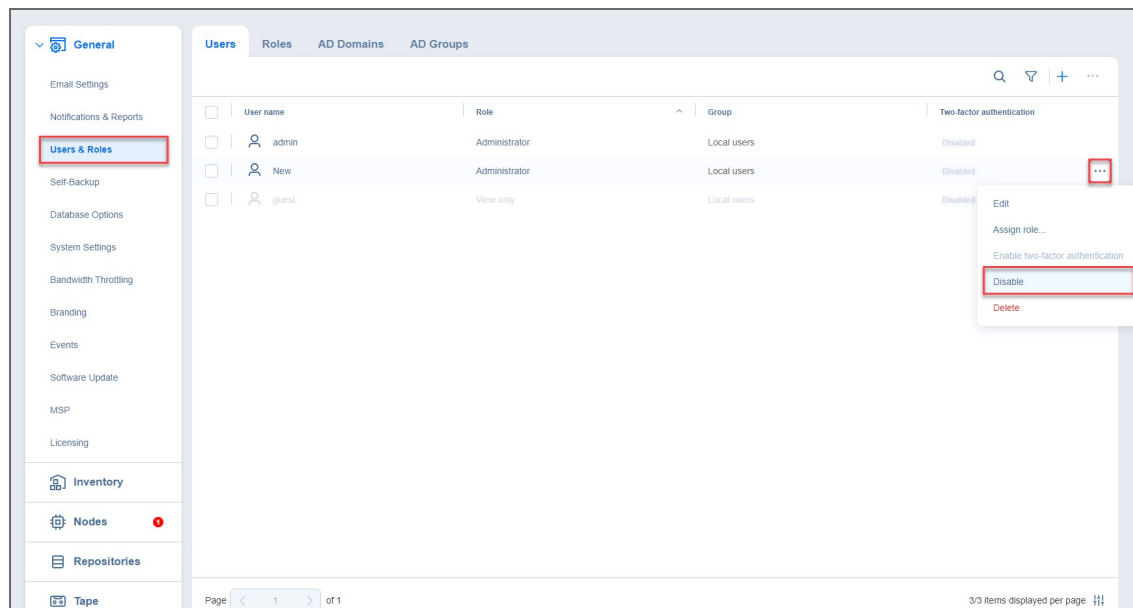 General
Users Roles AD Domains AD Groups
Email Settings
Notifications & Reports
Users & Roles
Self-Backup
Database Options
System Settings
Bandwidth Throttling
Branding
Events
Software Update
MSP
Licensing
Inventory
Nodes 1
Repositories
Tape
User name Role Group Two-factor authentication
admin Administrator Local users Disabled
New Administrator Local users Disabled ...
guest View only Local users Disabled
Edit
Assign role...
Enable two-factor authentication
Disable
Delete
Page 1 of 1
3/3 items displayed per page